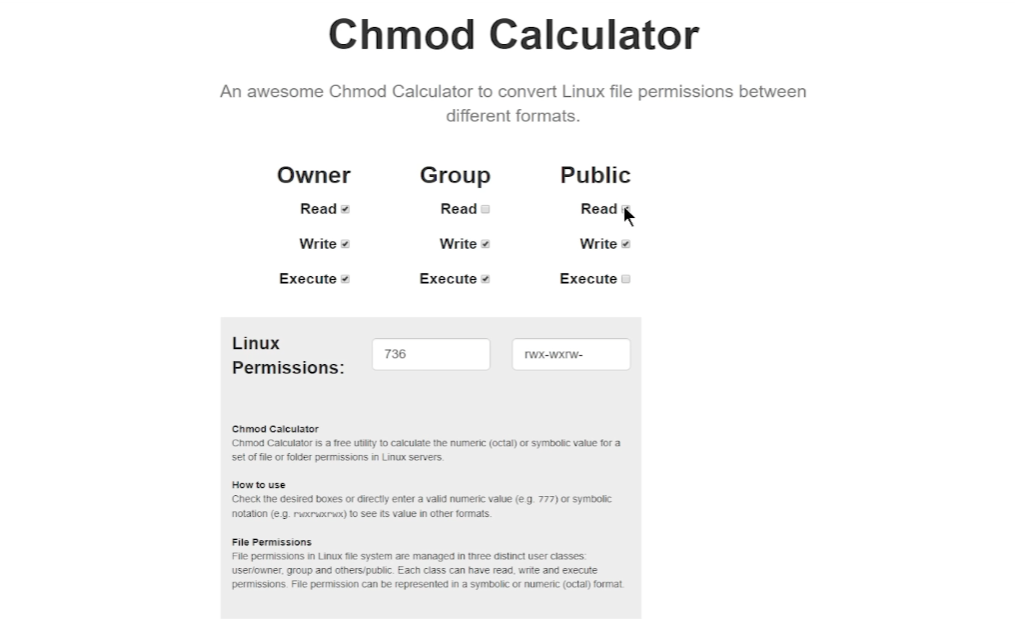 Chmod Calculator
An awesome Chmod Calculator to convert Linux file permissions between
different formats.
Owner Group Public
Read Read Read
Write Write Write
Execute Execute Execute
Linux
Permissions:
736 rwx-wxrw-
Chmod Calculator
Chmod Calculator is a free utility to calculate the numeric (octal) or symbolic value for a
set of file or folder permissions in Linux servers.
How to use
Check the desired boxes or directly enter a valid numeric value (e.g. 777) or symbolic
notation (e.g. rwxrwxrwx) to see its value in other formats.
File Permissions
File permissions in Linux file system are managed in three distinct user classes:
user/owner, group and others/public. Each class can have read, write and execute
permissions. File permission can be represented in a symbolic or numeric (octal) format.